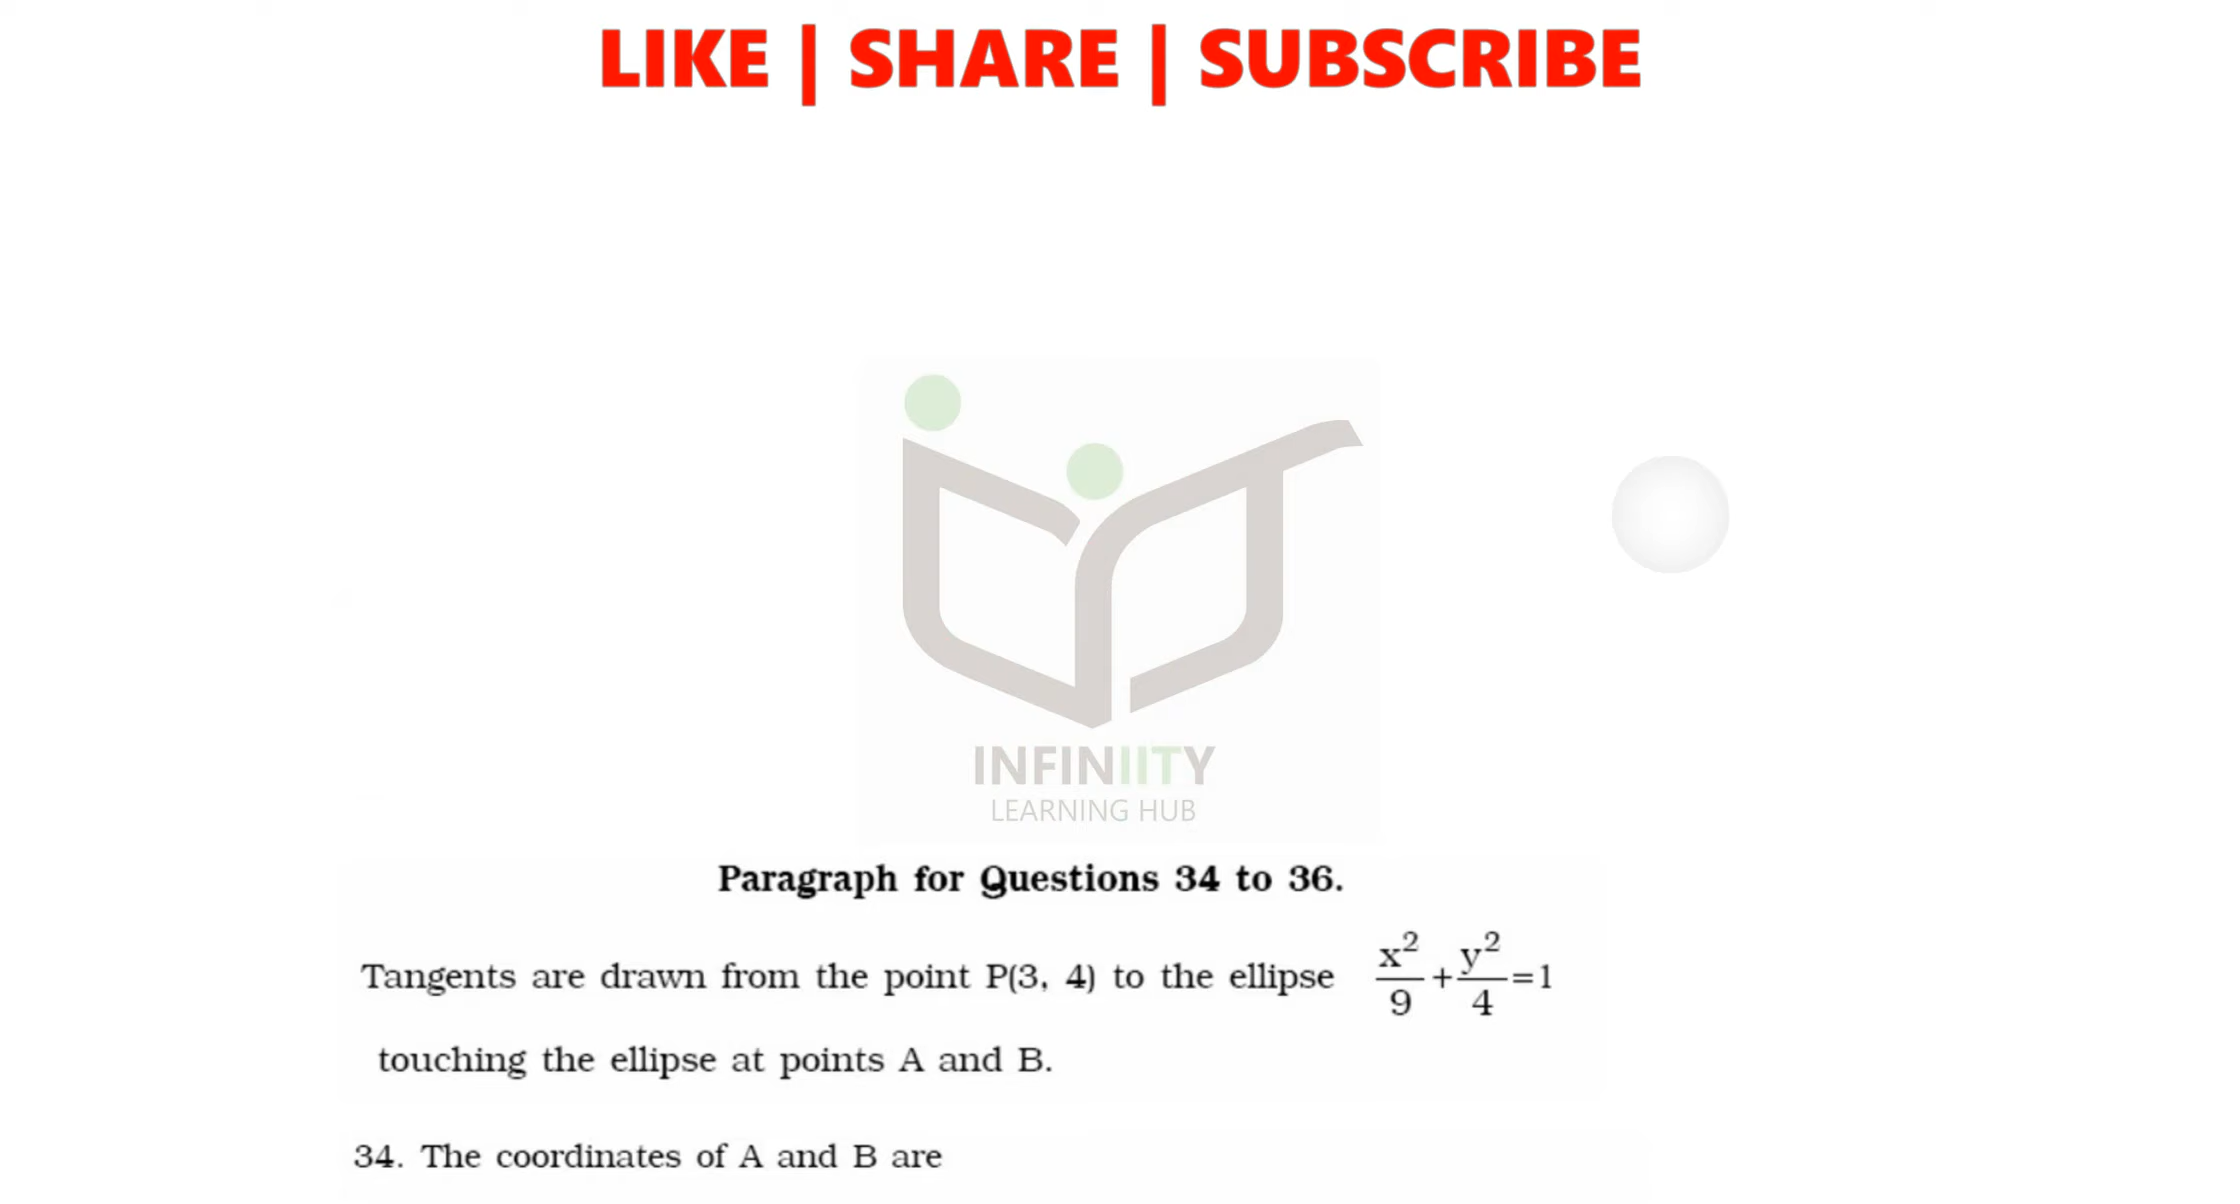 LIKE | SHARE | SUBSCRIBE
INFINIITY
LEARNING HUB
Paragraph for Questions 34 to 36.
Tangents are drawn from the point P(3, 4) to the ellipse x²/9 + y²/4 = 1
touching the ellipse at points A and B.
34. The coordinates of A and B are